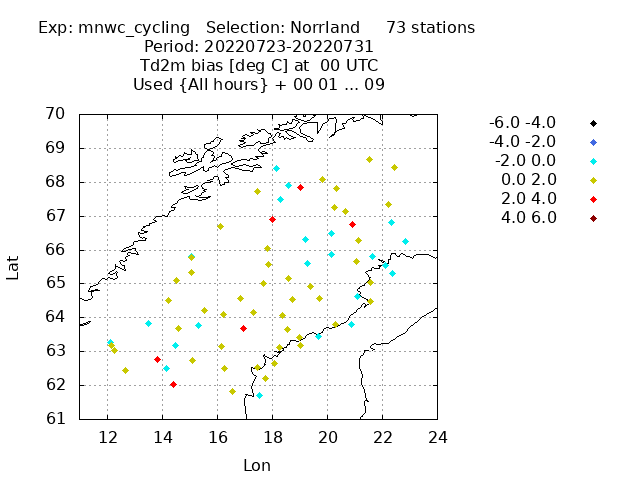 Exp: mnwc_cycling   Selection: Norrland     73 stations
Period: 20220723-20220731
Td2m bias [deg C] at  00 UTC
Used {All hours} + 00 01 ... 09
-6.0 -4.0
-4.0 -2.0
-2.0 0.0
0.0 2.0
2.0 4.0
4.0 6.0
70
69
68
67
66
65
64
63
62
61
Lat
12 14 16 18 20 22 24
Lon